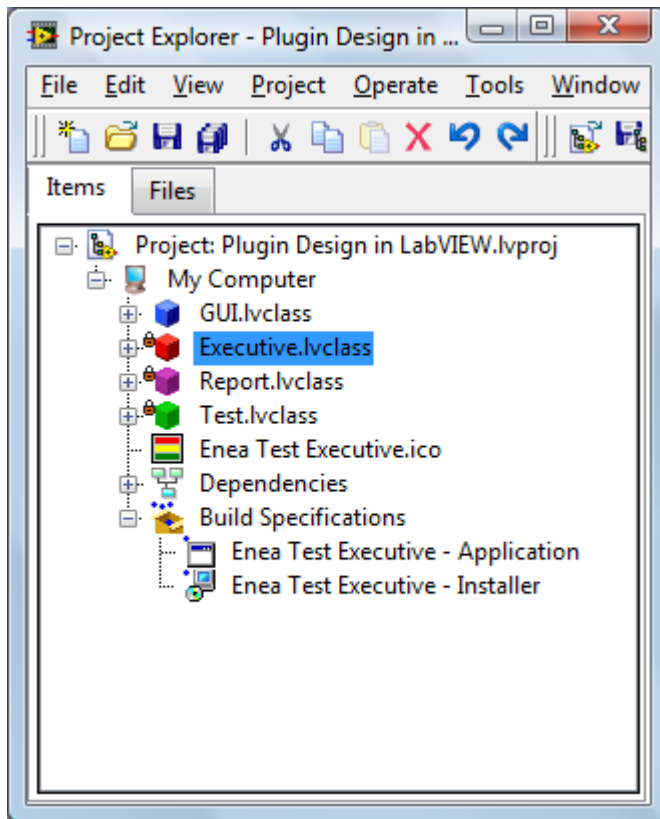 Project Explorer - Plugin Design in ...
File Edit View Project Operate Tools Window
Items Files
Project: Plugin Design in LabVIEW.lvproj
My Computer
GUI.lvclass
Executive.lvclass
Report.lvclass
Test.lvclass
Enea Test Executive.ico
Dependencies
Build Specifications
Enea Test Executive - Application
Enea Test Executive - Installer